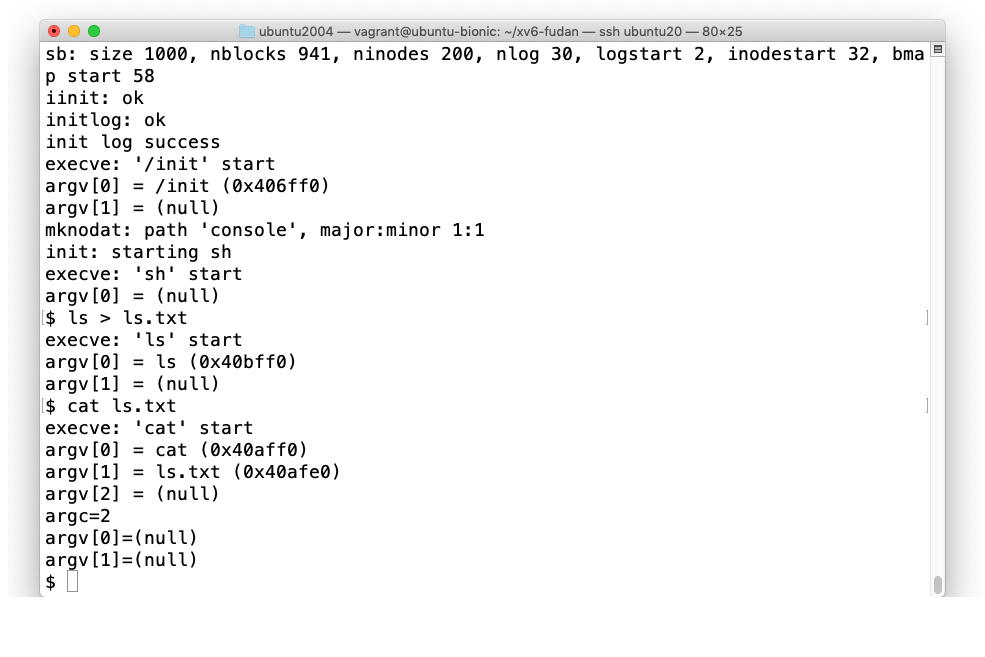 ubuntu2004 — vagrant@ubuntu-bionic: ~/xv6-fudan — ssh ubuntu20 — 80×25
sb: size 1000, nblocks 941, ninodes 200, nlog 30, logstart 2, inodestart 32, bma
p start 58
iinit: ok
initlog: ok
init log success
execve: '/init' start
argv[0] = /init (0x406ff0)
argv[1] = (null)
mknodat: path 'console', major:minor 1:1
init: starting sh
execve: 'sh' start
argv[0] = (null)
[$ ls > ls.txt ]
execve: 'ls' start
argv[0] = ls (0x40bff0)
argv[1] = (null)
[$ cat ls.txt ]
execve: 'cat' start
argv[0] = cat (0x40aff0)
argv[1] = ls.txt (0x40afe0)
argv[2] = (null)
argc=2
argv[0]=(null)
argv[1]=(null)
$